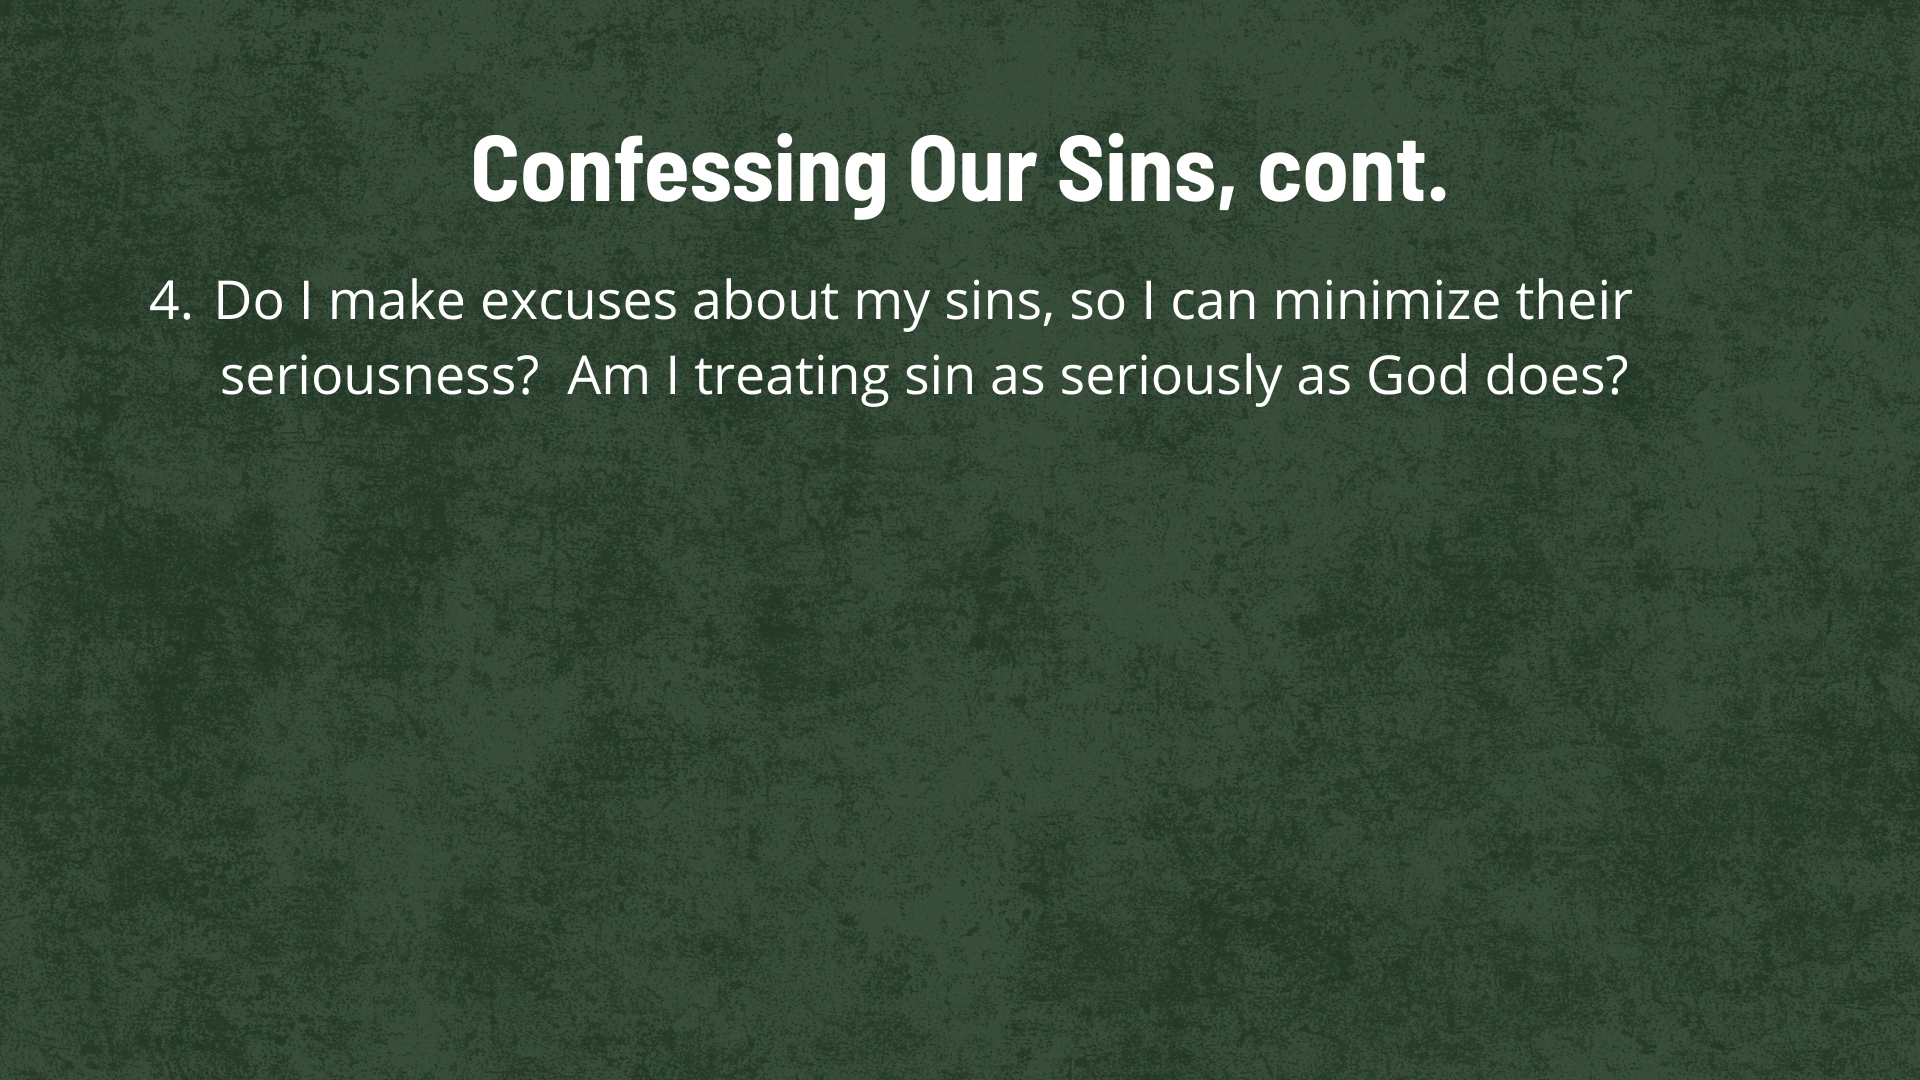 Confessing Our Sins, cont.
4. Do I make excuses about my sins, so I can minimize their
seriousness?  Am I treating sin as seriously as God does?